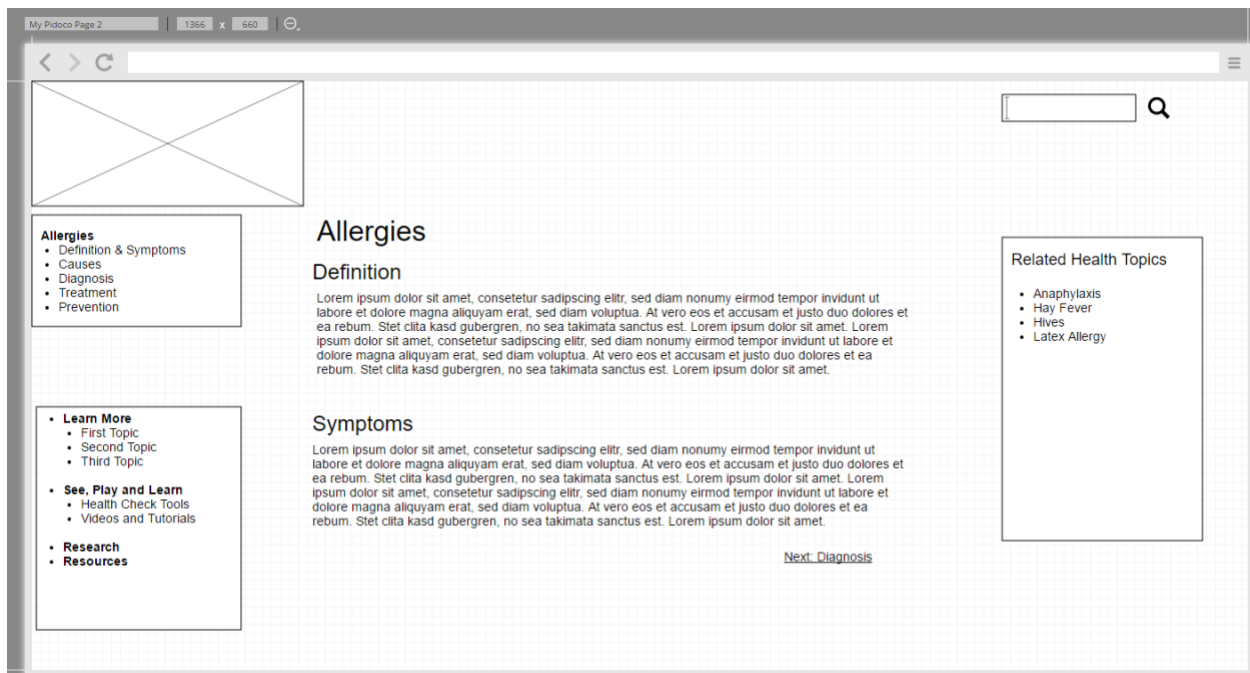 My Pidoco Page 2
1366 x 660
Allergies
Definition & Symptoms
Causes
Diagnosis
Treatment
Prevention
Learn More
First Topic
Second Topic
Third Topic
See, Play and Learn
Health Check Tools
Videos and Tutorials
Research
Resources
Allergies
Definition
Lorem ipsum dolor sit amet, consetetur sadipscing elitr, sed diam nonumy eirmod tempor invidunt ut
labore et dolore magna aliquyam erat, sed diam voluptua. At vero eos et accusam et justo duo dolores et
ea rebum. Stet clita kasd gubergren, no sea takimata sanctus est. Lorem ipsum dolor sit amet. Lorem
ipsum dolor sit amet, consetetur sadipscing elitr, sed diam nonumy eirmod tempor invidunt ut labore et
dolore magna aliquyam erat, sed diam voluptua. At vero eos et accusam et justo duo dolores et ea
rebum. Stet clita kasd gubergren, no sea takimata sanctus est. Lorem ipsum dolor sit amet.
Symptoms
Lorem ipsum dolor sit amet, consetetur sadipscing elitr, sed diam nonumy eirmod tempor invidunt ut
labore et dolore magna aliquyam erat, sed diam voluptua. At vero eos et accusam et justo duo dolores et
ea rebum. Stet clita kasd gubergren, no sea takimata sanctus est. Lorem ipsum dolor sit amet. Lorem
ipsum dolor sit amet, consetetur sadipscing elitr, sed diam nonumy eirmod tempor invidunt ut labore et
dolore magna aliquyam erat, sed diam voluptua. At vero eos et accusam et justo duo dolores et ea
rebum. Stet clita kasd gubergren, no sea takimata sanctus est. Lorem ipsum dolor sit amet.
Next: Diagnosis
Related Health Topics
Anaphylaxis
Hay Fever
Hives
Latex Allergy